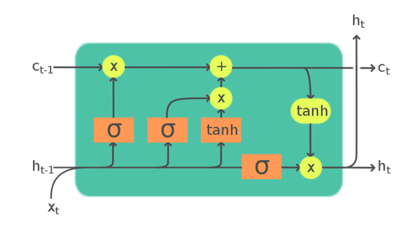 h_t
c_{t-1} x + c_t
x
tanh
σ σ tanh
h_{t-1} σ x h_t
x_t